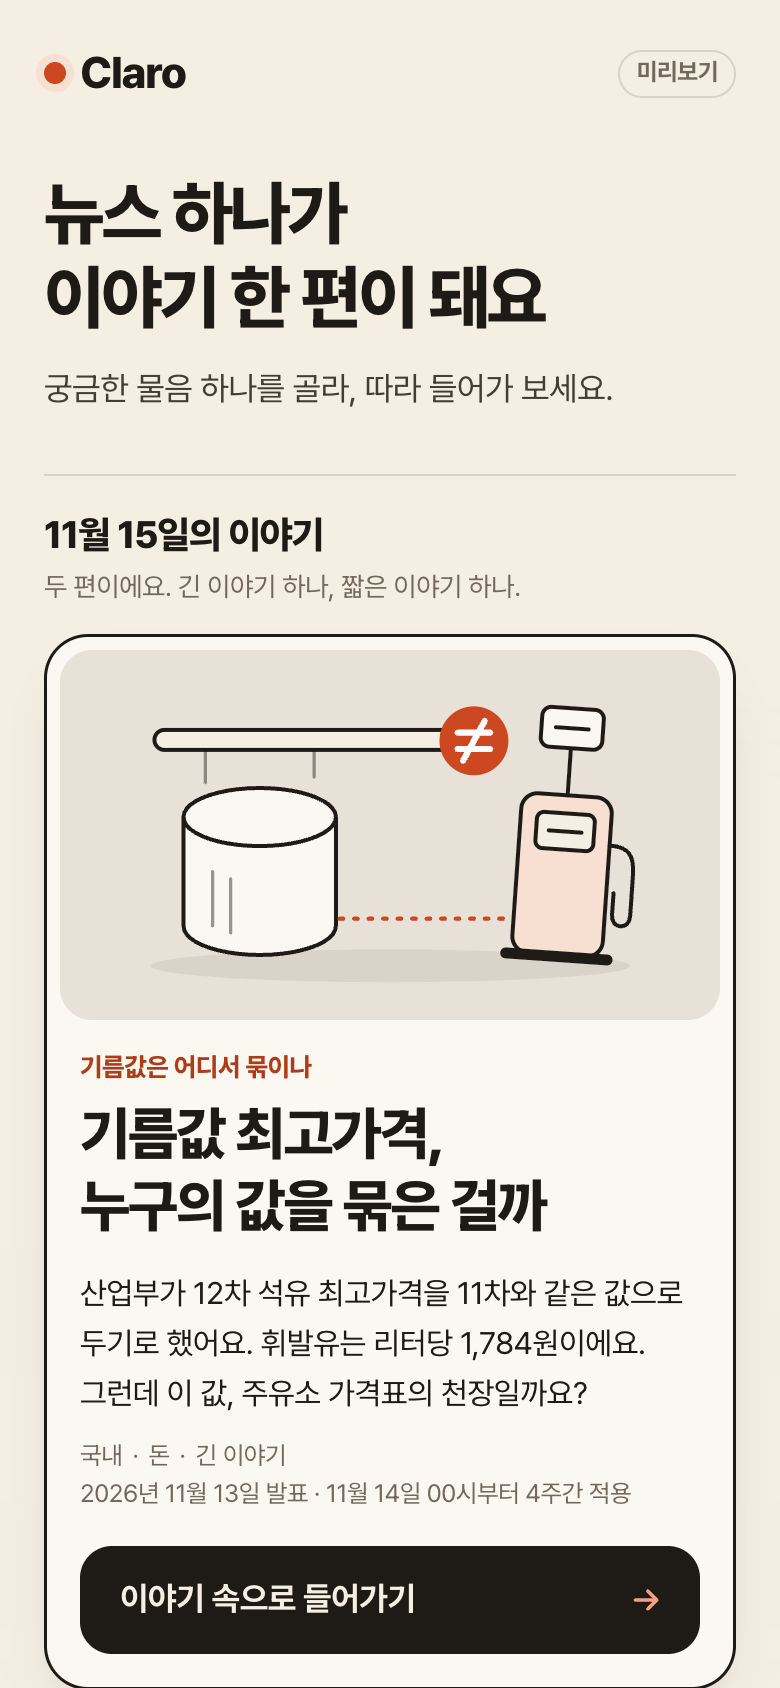 Claro
미리보기
뉴스 하나가
이야기 한 편이 돼요
궁금한 물음 하나를 골라, 따라 들어가 보세요.
11월 15일의 이야기
두 편이에요. 긴 이야기 하나, 짧은 이야기 하나.
≠
기름값은 어디서 묶이나
기름값 최고가격,
누구의 값을 묶은 걸까
산업부가 12차 석유 최고가격을 11차와 같은 값으로
두기로 했어요. 휘발유는 리터당 1,784원이에요.
그런데 이 값, 주유소 가격표의 천장일까요?
국내 · 돈 · 긴 이야기
2026년 11월 13일 발표 · 11월 14일 00시부터 4주간 적용
이야기 속으로 들어가기 →